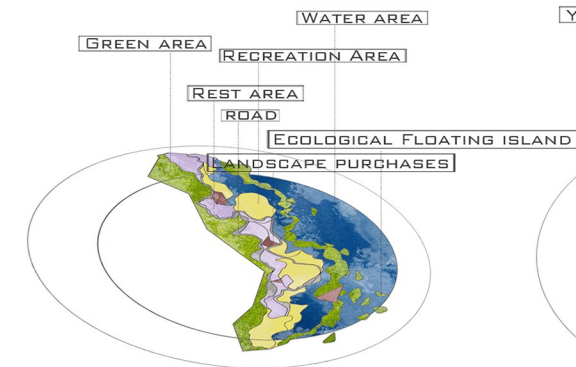 Water area
Y
Green area
Recreation Area
Rest area
road
Ecological Floating island
Landscape purchases